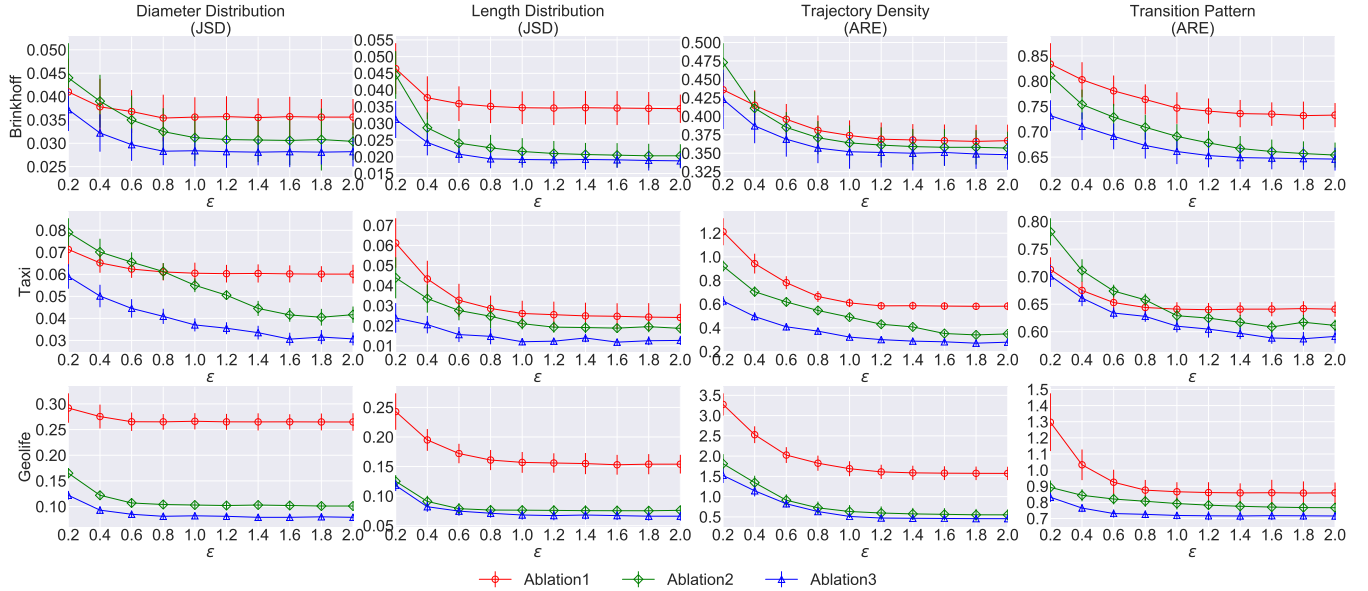 Diameter Distribution
(JSD)
Length Distribution
(JSD)
Trajectory Density
(ARE)
Transition Pattern
(ARE)
Brinkhoff
0.050
0.045
0.040
0.035
0.030
0.025
0.2 0.4 0.6 0.8 1.0 1.2 1.4 1.6 1.8 2.0
ε
0.055
0.050
0.045
0.040
0.035
0.030
0.025
0.020
0.015
0.2 0.4 0.6 0.8 1.0 1.2 1.4 1.6 1.8 2.0
ε
0.500
0.475
0.450
0.425
0.400
0.375
0.350
0.325
0.2 0.4 0.6 0.8 1.0 1.2 1.4 1.6 1.8 2.0
ε
0.85
0.80
0.75
0.70
0.65
0.2 0.4 0.6 0.8 1.0 1.2 1.4 1.6 1.8 2.0
ε
Taxi
0.08
0.07
0.06
0.05
0.04
0.03
0.2 0.4 0.6 0.8 1.0 1.2 1.4 1.6 1.8 2.0
ε
0.07
0.06
0.05
0.04
0.03
0.02
0.01
0.2 0.4 0.6 0.8 1.0 1.2 1.4 1.6 1.8 2.0
ε
1.2
1.0
0.8
0.6
0.4
0.2
0.2 0.4 0.6 0.8 1.0 1.2 1.4 1.6 1.8 2.0
ε
0.80
0.75
0.70
0.65
0.60
0.2 0.4 0.6 0.8 1.0 1.2 1.4 1.6 1.8 2.0
ε
Geolife
0.30
0.25
0.20
0.15
0.10
0.2 0.4 0.6 0.8 1.0 1.2 1.4 1.6 1.8 2.0
ε
0.25
0.20
0.15
0.10
0.05
0.2 0.4 0.6 0.8 1.0 1.2 1.4 1.6 1.8 2.0
ε
3.5
3.0
2.5
2.0
1.5
1.0
0.5
0.2 0.4 0.6 0.8 1.0 1.2 1.4 1.6 1.8 2.0
ε
1.5
1.4
1.3
1.2
1.1
1.0
0.9
0.8
0.7
0.2 0.4 0.6 0.8 1.0 1.2 1.4 1.6 1.8 2.0
ε
Ablation1 Ablation2 Ablation3